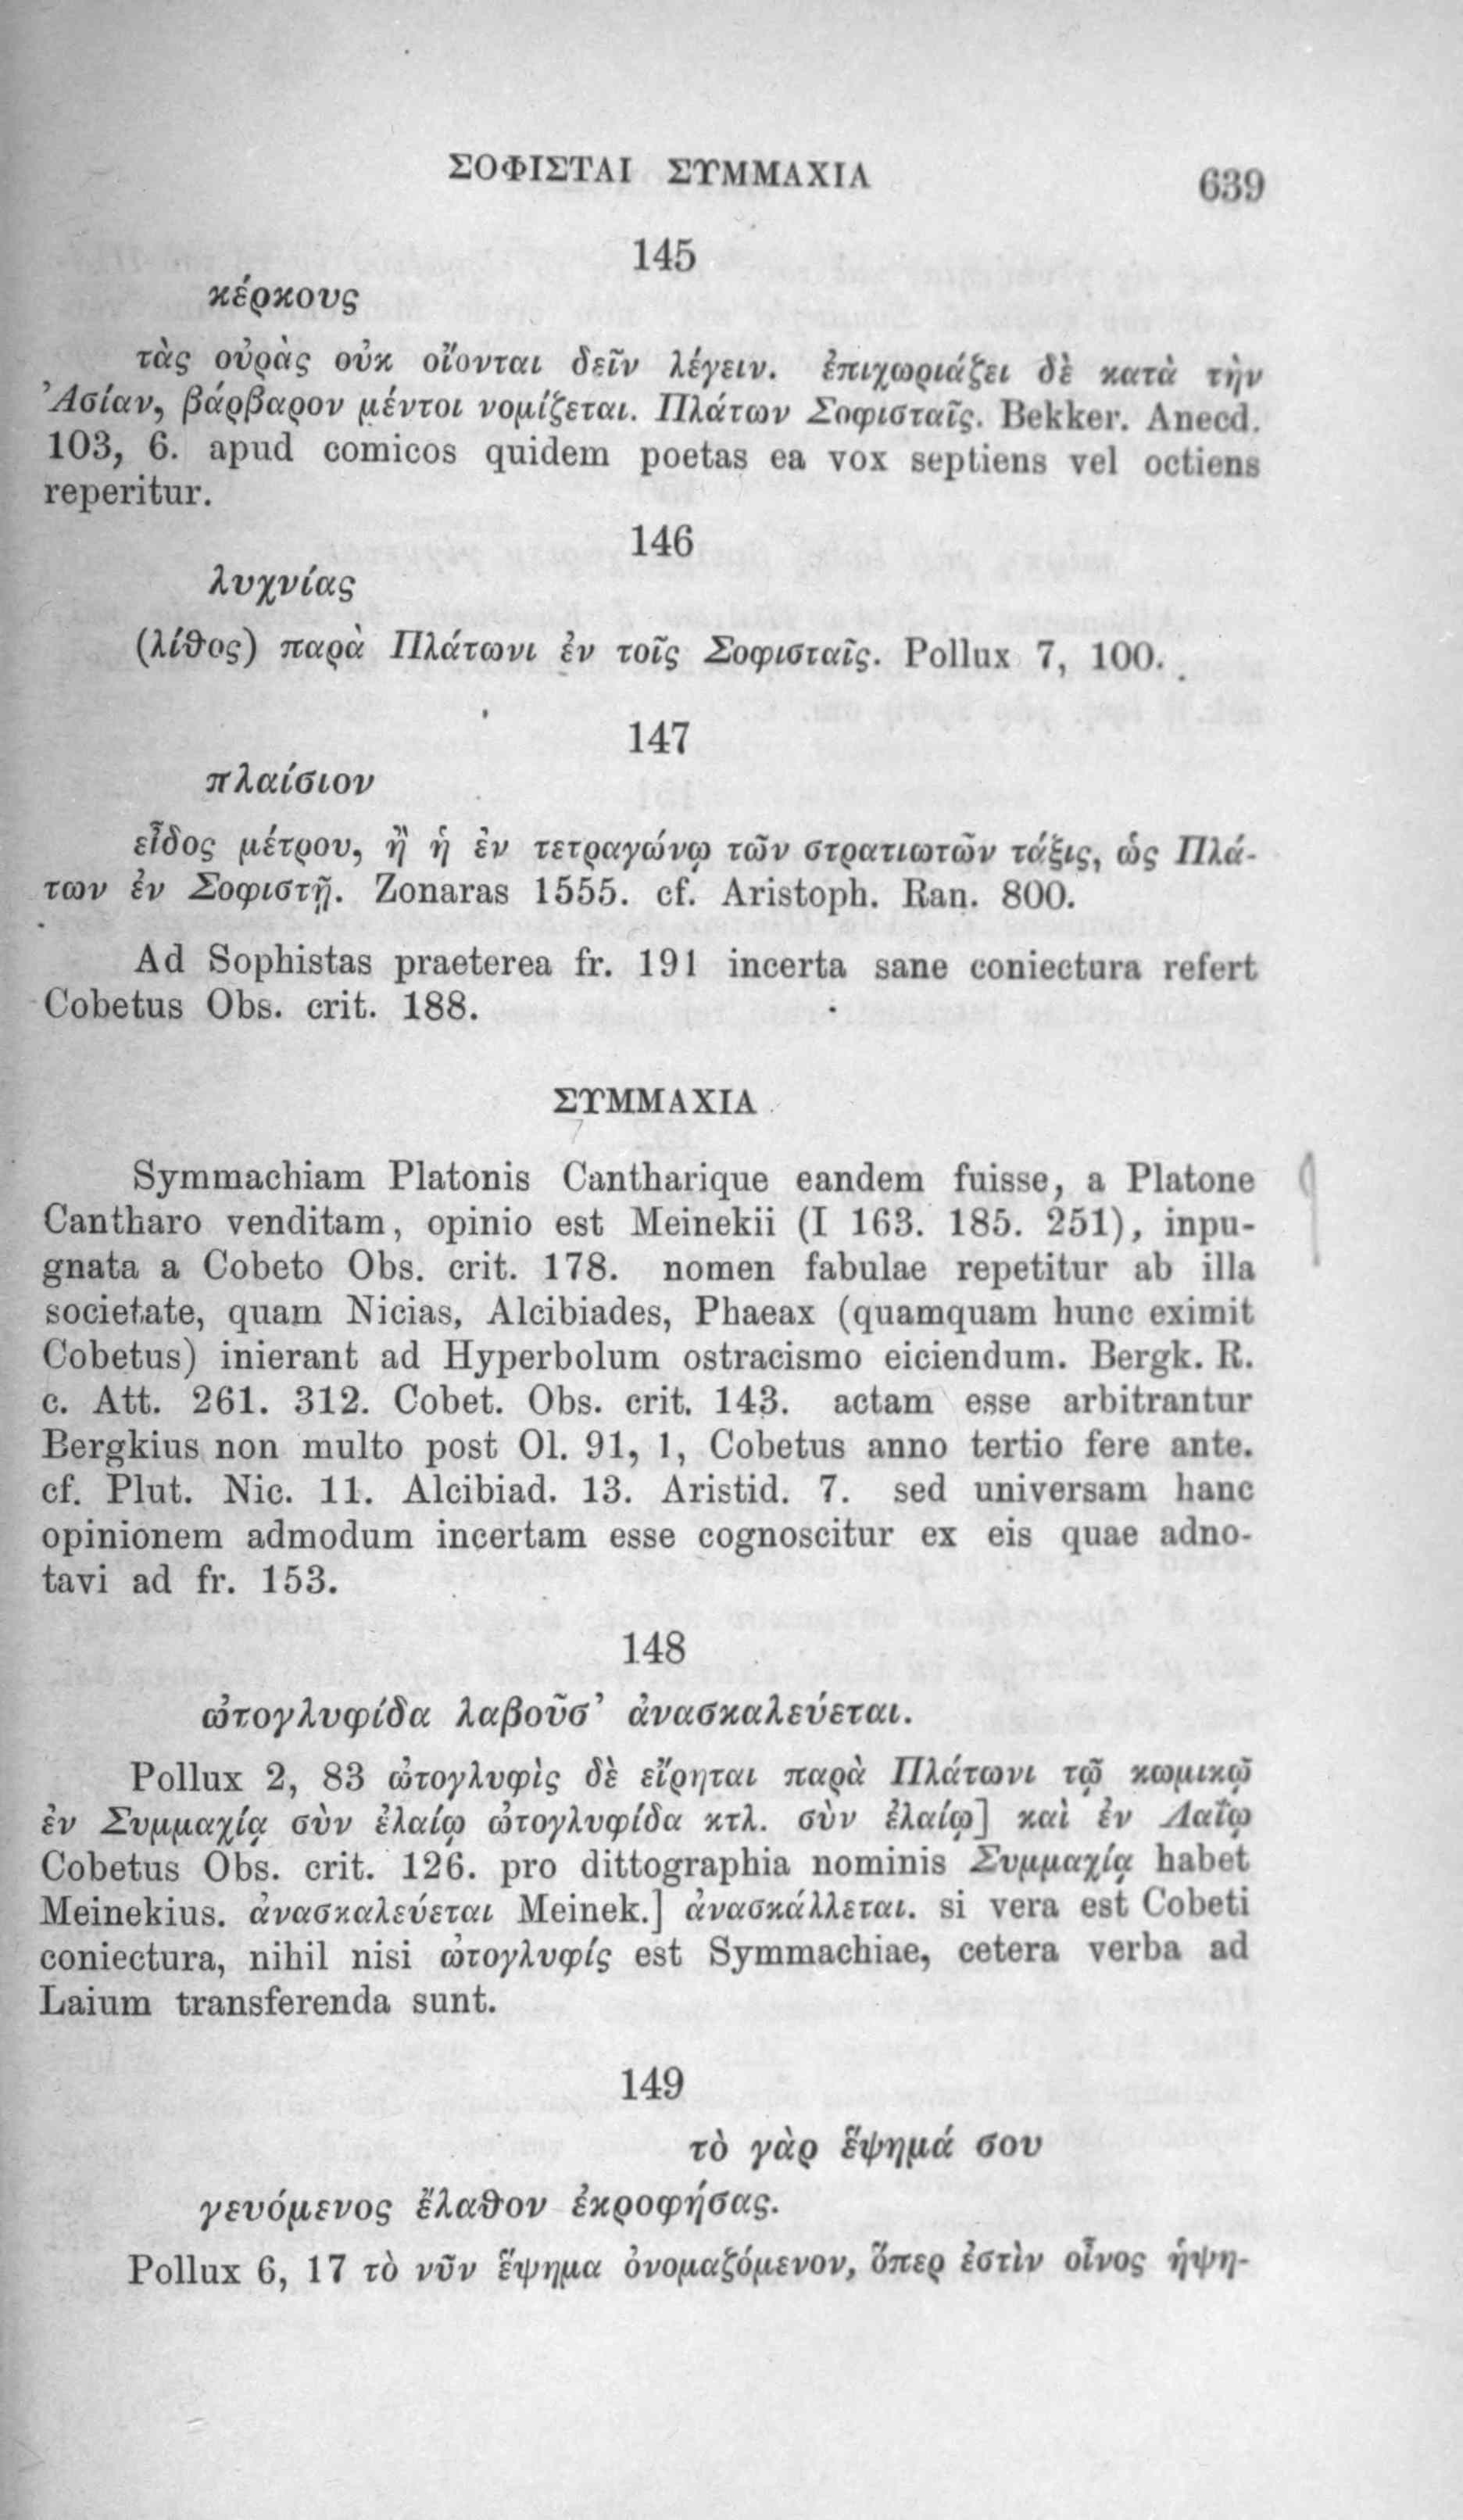 ΣΟΦΙΣΤΑΙ ΣΥΜΜΑΧΙΑ 639
145
κέρκους
τὰς οὐρὰς οὐκ οἴονται δεῖν λέγειν. ἐπιχωριάζει δὲ κατὰ τὴν
Ἀσίαν, βάρβαρον μέντοι νομίζεται. Πλάτων Σοφισταῖς. Bekker. Anecd.
103, 6. apud comicos quidem poetas ea vox septiens vel octiens
reperitur.
146
λυχνίας
(λίθος) παρὰ Πλάτωνι ἐν τοῖς Σοφισταῖς. Pollux 7, 100.
147
πλαίσιον
εἶδος μέτρου, ἢ ἡ ἐν τετραγώνῳ τῶν στρατιωτῶν τάξις, ὡς Πλά-
των ἐν Σοφιστῇ. Zonaras 1555. cf. Aristoph. Ran. 800.
Ad Sophistas praeterea fr. 191 incerta sane coniectura refert
Cobetus Obs. crit. 188.
ΣΥΜΜΑΧΙΑ
Symmachiam Platonis Cantharique eandem fuisse, a Platone
Cantharo venditam, opinio est Meinekii (I 163. 185. 251), inpu-
gnata a Cobeto Obs. crit. 178. nomen fabulae repetitur ab illa
societate, quam Nicias, Alcibiades, Phaeax (quamquam hunc eximit
Cobetus) inierant ad Hyperbolum ostracismo eiciendum. Bergk. R.
c. Att. 261. 312. Cobet. Obs. crit. 143. actam esse arbitrantur
Bergkius non multo post Ol. 91, 1, Cobetus anno tertio fere ante.
cf. Plut. Nic. 11. Alcibiad. 13. Aristid. 7. sed universam hanc
opinionem admodum incertam esse cognoscitur ex eis quae adno-
tavi ad fr. 153.
148
ὠτογλυφίδα λαβοῦσ’ ἀνασκαλεύεται.
Pollux 2, 83 ὠτογλυφὶς δὲ εἴρηται παρὰ Πλάτωνι τῷ κωμικῷ
ἐν Συμμαχίᾳ σὺν ἐλαίῳ ὠτογλυφίδα κτλ. σὺν ἐλαίῳ] καὶ ἐν Λαΐῳ
Cobetus Obs. crit. 126. pro dittographia nominis Συμμαχίᾳ habet
Meinekius. ἀνασκαλεύεται Meinek.] ἀνασκάλλεται. si vera est Cobeti
coniectura, nihil nisi ὠτογλυφίς est Symmachiae, cetera verba ad
Laium transferenda sunt.
149
τὸ γὰρ ἕψημά σου
γευόμενος ἔλαθον ἐκροφήσας.
Pollux 6, 17 τὸ νῦν ἕψημα ὀνομαζόμενον, ὅπερ ἐστὶν οἶνος ἡψη-